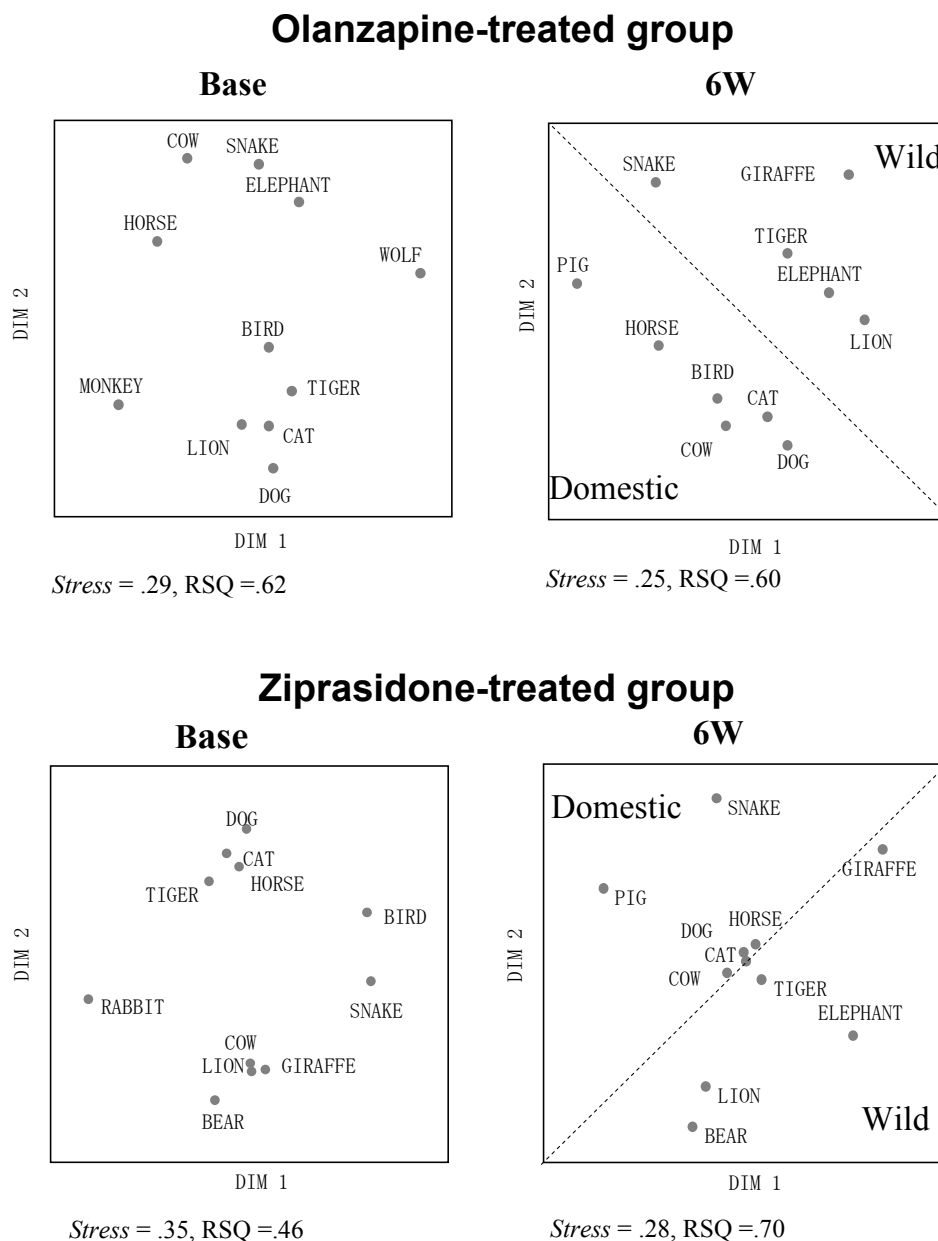 Olanzapine-treated group
Base
6W
COW
SNAKE
ELEPHANT
HORSE
WOLF
BIRD
MONKEY
TIGER
LION
CAT
DOG
DIM 2
DIM 1
Stress = .29, RSQ =.62
Wild
SNAKE
GIRAFFE
TIGER
PIG
ELEPHANT
HORSE
LION
BIRD
CAT
COW
DOG
Domestic
DIM 2
DIM 1
Stress = .25, RSQ =.60
Ziprasidone-treated group
Base
6W
DOG
CAT
TIGER
HORSE
BIRD
RABBIT
SNAKE
COW
LION
GIRAFFE
BEAR
DIM 2
DIM 1
Stress = .35, RSQ =.46
Domestic
SNAKE
GIRAFFE
PIG
HORSE
DOG
CAT
COW
TIGER
ELEPHANT
LION
Wild
BEAR
DIM 2
DIM 1
Stress = .28, RSQ =.70